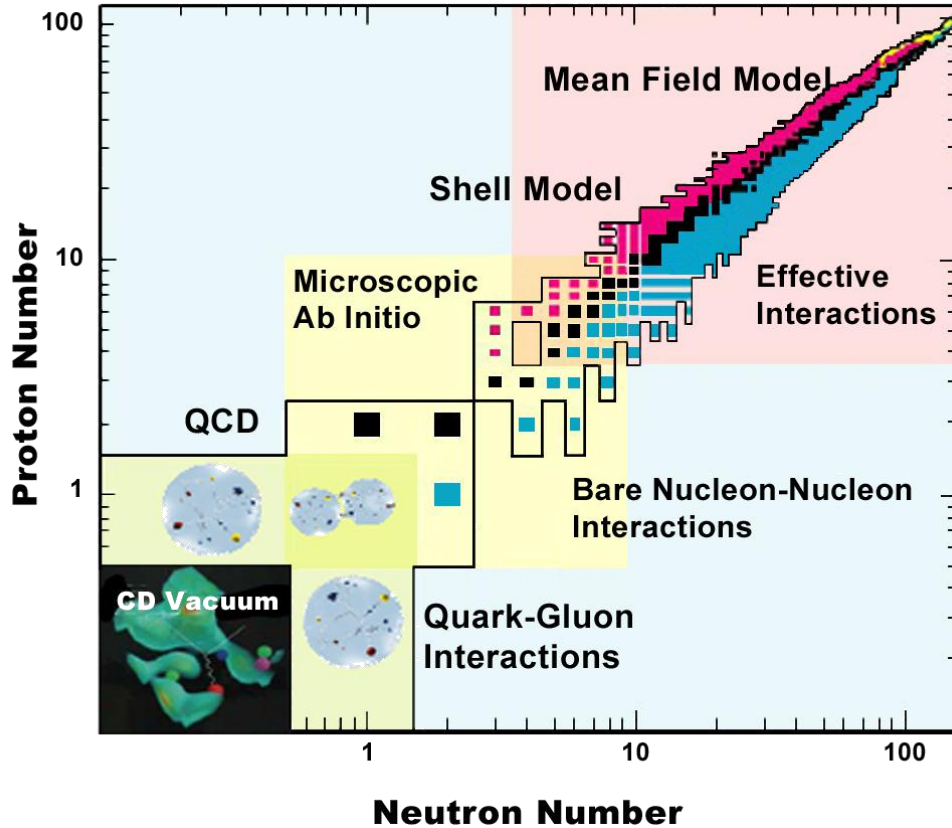 100
Mean Field Model
Shell Model
10
Microscopic
Ab Initio
Effective
Interactions
Proton Number
QCD
1
Bare Nucleon-Nucleon
Interactions
CD Vacuum
Quark-Gluon
Interactions
1
10
100
Neutron Number